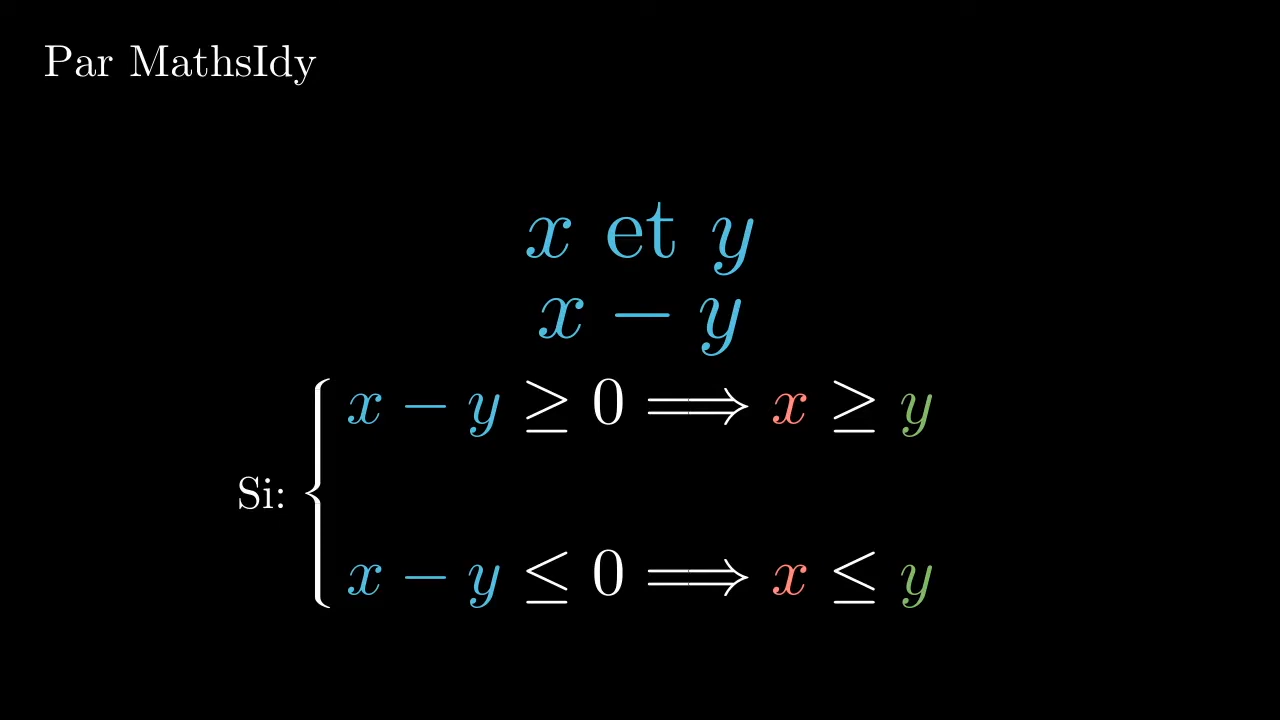 Par MathsIdy
x et y
x − y
x − y ≥ 0 ⟹ x ≥ y
Si:
x − y ≤ 0 ⟹ x ≤ y